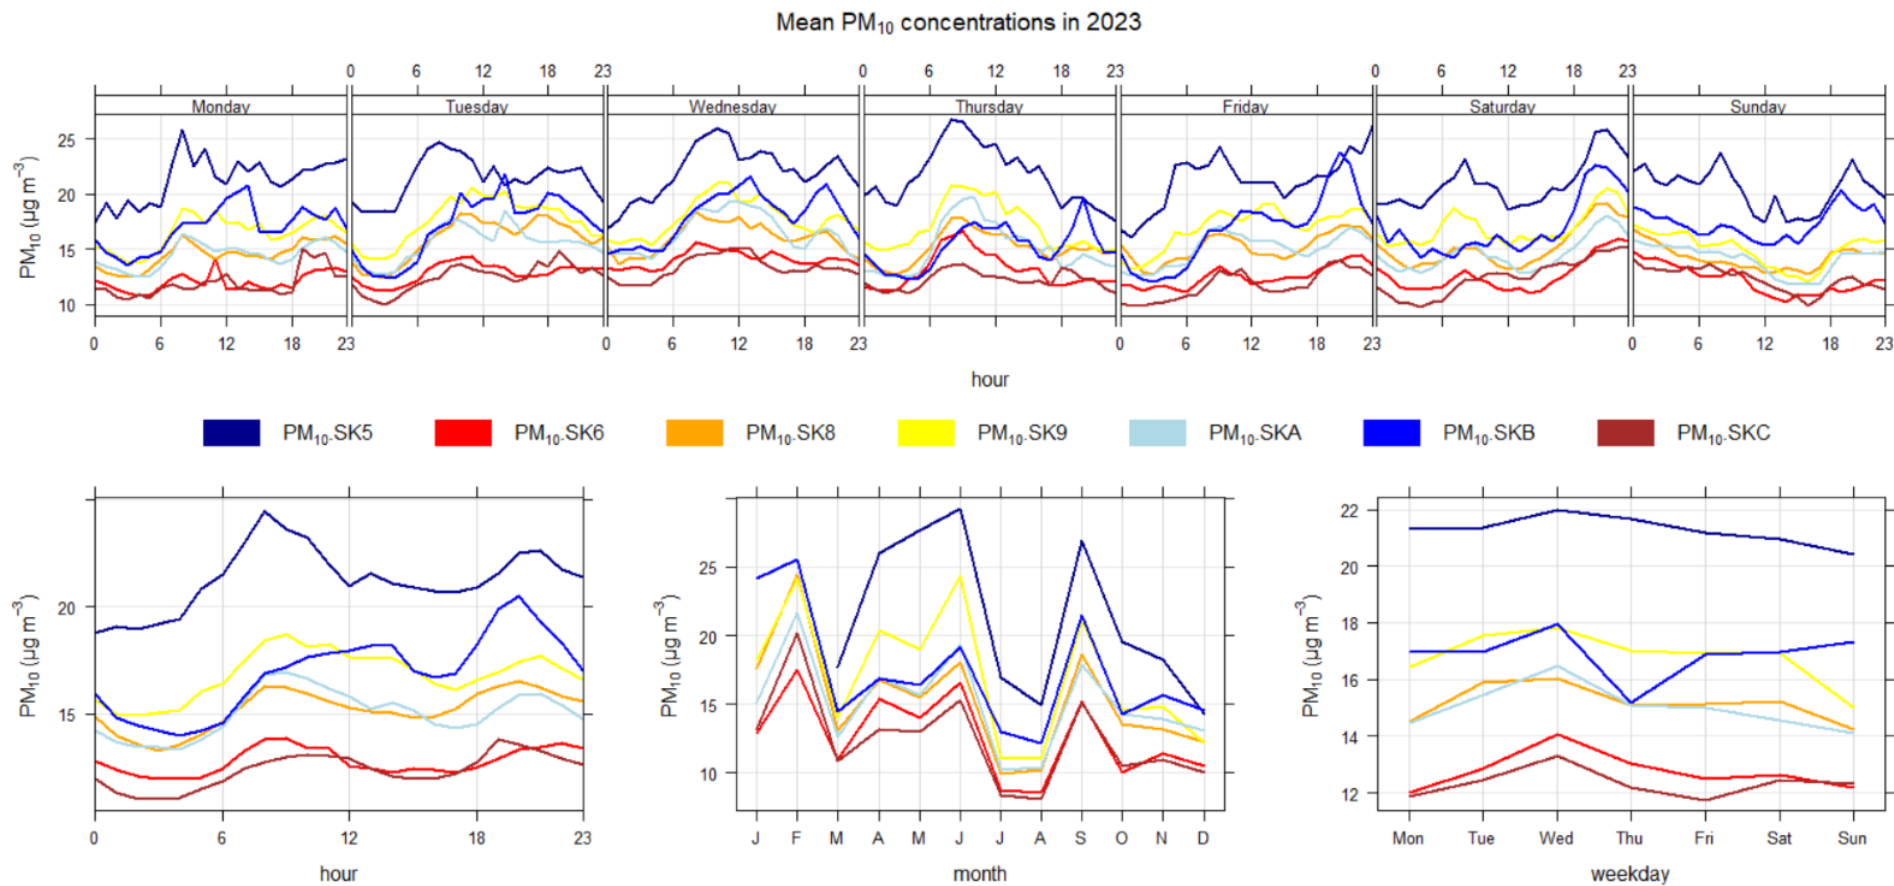 Mean PM₁₀ concentrations in 2023
0 6 12 18 23 0 6 12 18 23 0 6 12 18 23
Monday Tuesday Wednesday Thursday Friday Saturday Sunday
PM₁₀ (µg m⁻³)
25
20
15
10
0 6 12 18 23 0 6 12 18 23 0 6 12 18 23 0 6 12 18 23
hour
PM₁₀.SK5 PM₁₀.SK6 PM₁₀.SK8 PM₁₀.SK9 PM₁₀.SKA PM₁₀.SKB PM₁₀.SKC
PM₁₀ (µg m⁻³)
20
15
0 6 12 18 23
hour
PM₁₀ (µg m⁻³)
25
20
15
10
J F M A M J J A S O N D
month
PM₁₀ (µg m⁻³)
22
20
18
16
14
12
Mon Tue Wed Thu Fri Sat Sun
weekday